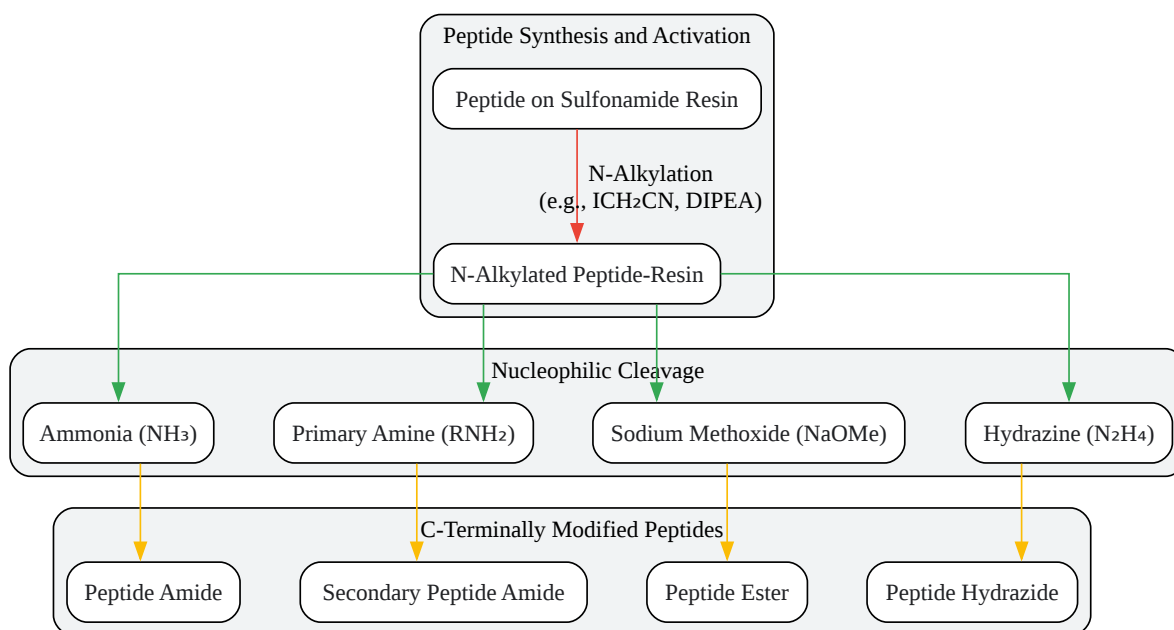 Peptide Synthesis and Activation
Peptide on Sulfonamide Resin
N-Alkylation
(e.g., ICH₂CN, DIPEA)
N-Alkylated Peptide-Resin
Nucleophilic Cleavage
Ammonia (NH₃)
Primary Amine (RNH₂)
Sodium Methoxide (NaOMe)
Hydrazine (N₂H₄)
C-Terminally Modified Peptides
Peptide Amide
Secondary Peptide Amide
Peptide Ester
Peptide Hydrazide